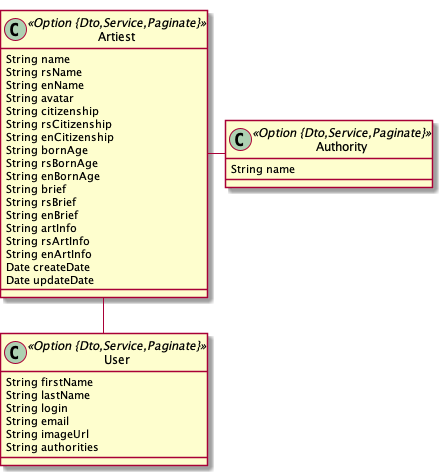 C «Option {Dto,Service,Paginate}»
Artiest
String name
String rsName
String enName
String avatar
String citizenship
String rsCitizenship
String enCitizenship
String bornAge
String rsBornAge
String enBornAge
String brief
String rsBrief
String enBrief
String artInfo
String rsArtInfo
String enArtInfo
Date createDate
Date updateDate
C «Option {Dto,Service,Paginate}»
Authority
String name
C «Option {Dto,Service,Paginate}»
User
String firstName
String lastName
String login
String email
String imageUrl
String authorities